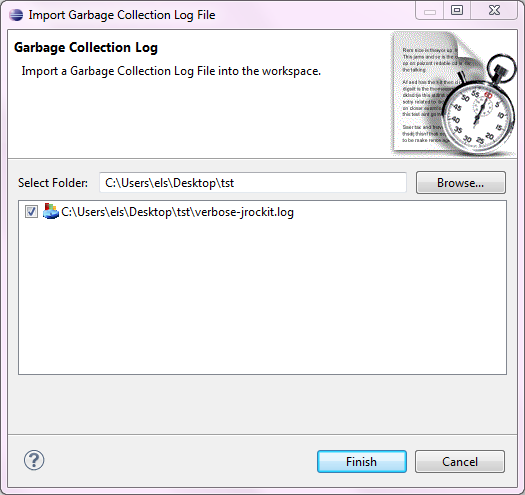 Import Garbage Collection Log File
Garbage Collection Log
Import a Garbage Collection Log File into the workspace.
Select Folder:
C:\Users\els\Desktop\tst
Browse...
C:\Users\els\Desktop\tst\verbose-jrockit.log
?
Finish
Cancel